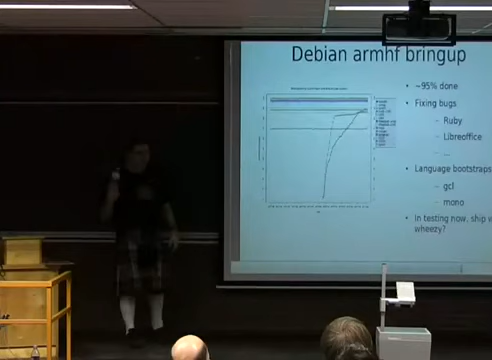 Debian armhf bringup
• ~95% done
• Fixing bugs
– Ruby
– Libreoffice
– ...
• Language bootstraps
– gcl
– mono
• In testing now, ship
wheezy?